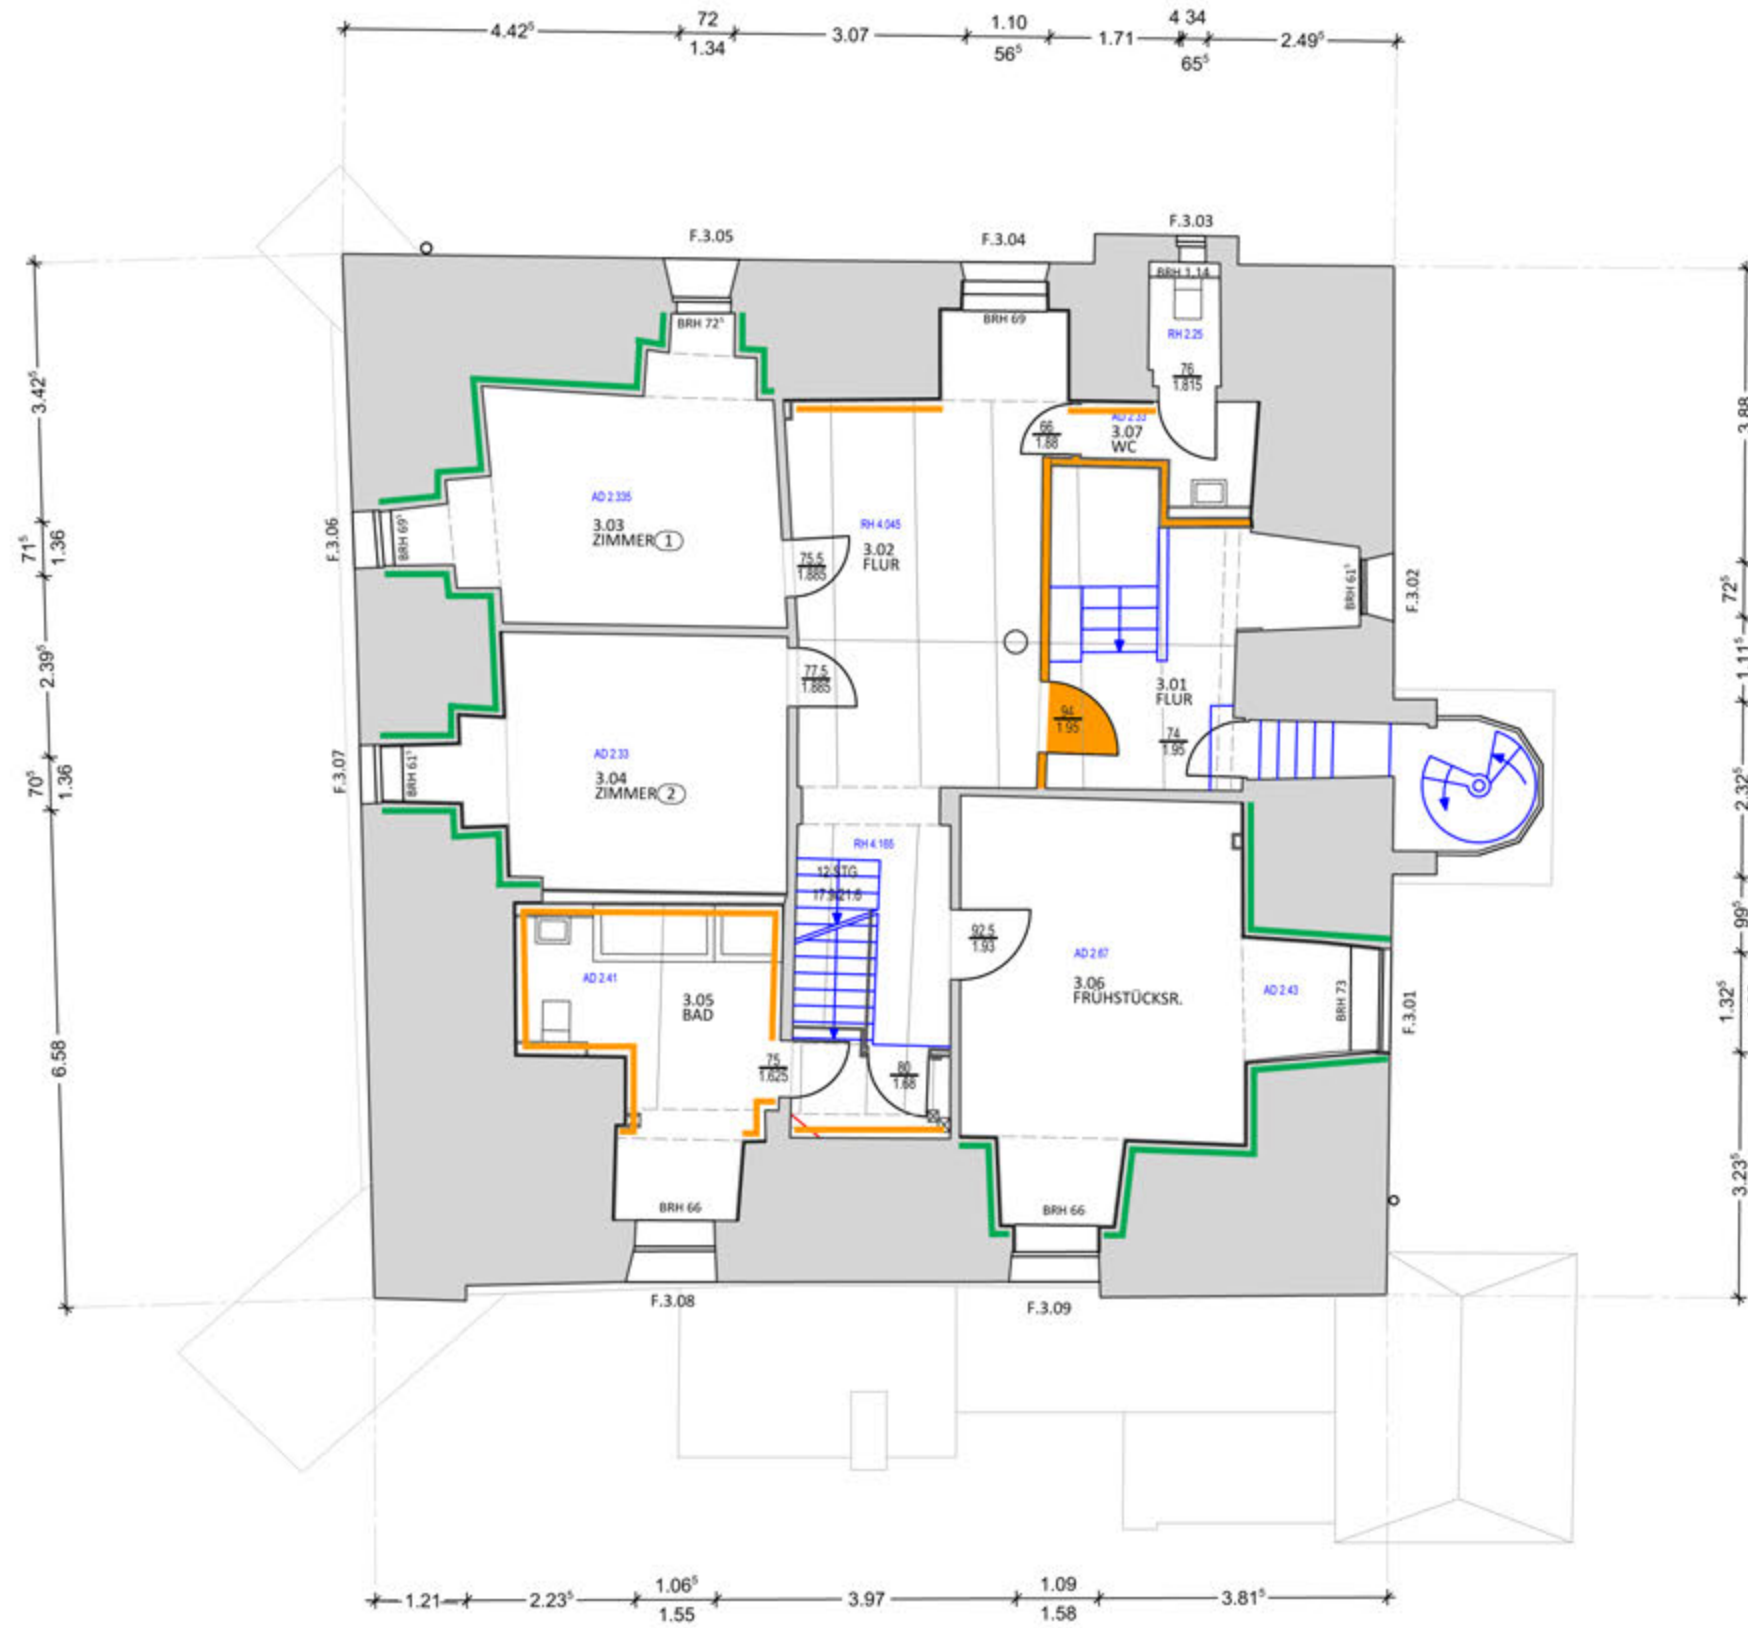 4.42⁵
72
1.34
3.07
1.10
56⁵
1.71
4 34
65⁵
2.49⁵
F.3.05
F.3.04
F.3.03
BRH 72⁵
BRH 69
BRH 1.14
RH 2.25
76
1.815
3.42⁵
3.88
66
1.88
AD 2.33
3.07
WC
AD 2.335
3.03
ZIMMER 1
RH 4.045
3.02
FLUR
F.3.06
BRH 69⁵
71⁵
1.36
75.5
1.885
BRH 61⁵
F.3.02
72⁵
2.39⁵
1.11⁵
77.5
1.885
3.01
FLUR
94
1.95
74
1.95
AD 2.33
3.04
ZIMMER 2
F.3.07
BRH 61⁵
70⁵
1.36
2.32⁵
RH 4.165
12 STG
17.9/21.6
92.5
1.93
99⁵
AD 2.67
3.06
FRÜHSTÜCKSR.
AD 2.43
BRH 73
F.3.01
1.32⁵
AD 2.41
3.05
BAD
75
1.625
80
1.68
6.58
3.23⁵
BRH 66
BRH 66
F.3.08
F.3.09
1.21
2.23⁵
1.06⁵
1.55
3.97
1.09
1.58
3.81⁵